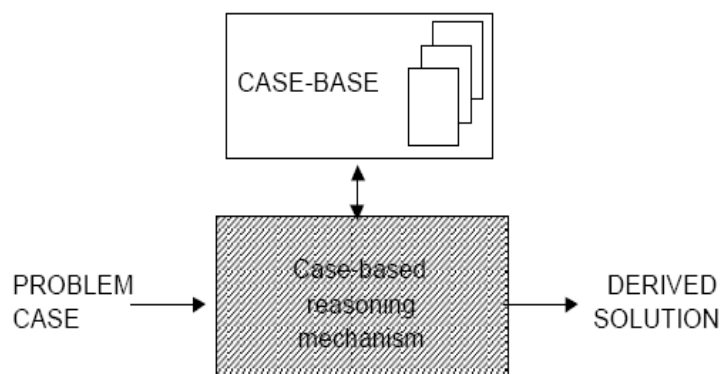 CASE-BASE
PROBLEM
CASE
Case-based
reasoning
mechanism
DERIVED
SOLUTION